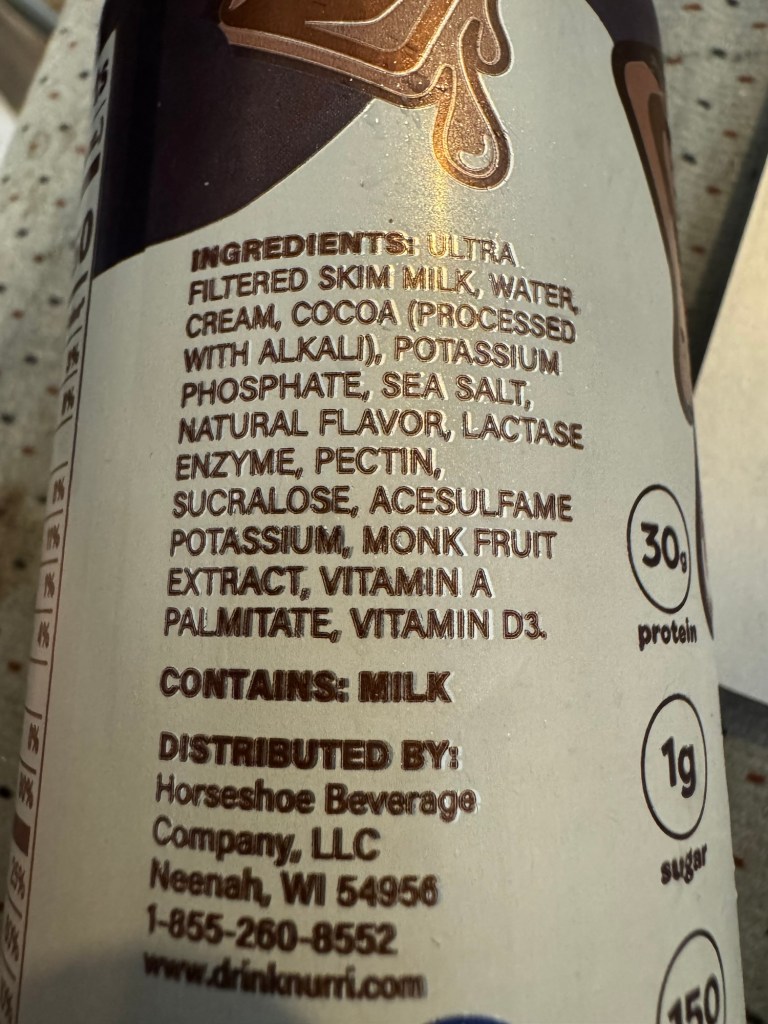 INGREDIENTS: ULTRA
FILTERED SKIM MILK, WATER,
CREAM, COCOA (PROCESSED
WITH ALKALI), POTASSIUM
PHOSPHATE, SEA SALT,
NATURAL FLAVOR, LACTASE
ENZYME, PECTIN,
SUCRALOSE, ACESULFAME
POTASSIUM, MONK FRUIT
EXTRACT, VITAMIN A
PALMITATE, VITAMIN D3.
CONTAINS: MILK
DISTRIBUTED BY:
Horseshoe Beverage
Company, LLC
Neenah, WI 54956
1-855-260-8552
www.drinknurri.com
30g
protein
1g
sugar
150